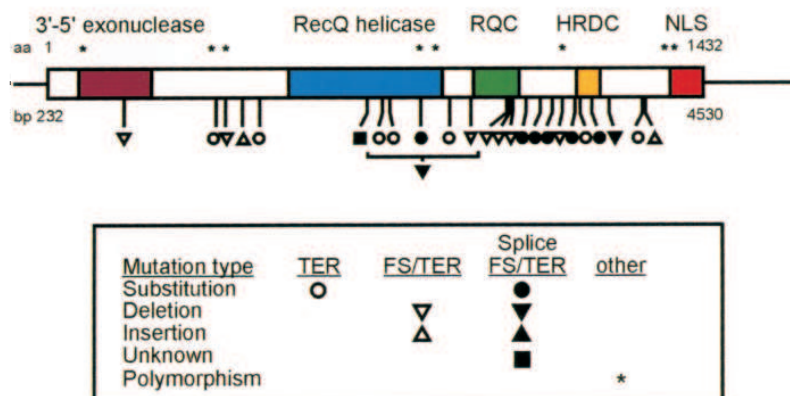 3'-5' exonuclease RecQ helicase RQC HRDC NLS
aa 1 * * * * * * * * 1432
bp 232 4530
Splice
Mutation type TER FS/TER FS/TER other
Substitution
Deletion
Insertion
Unknown
Polymorphism *